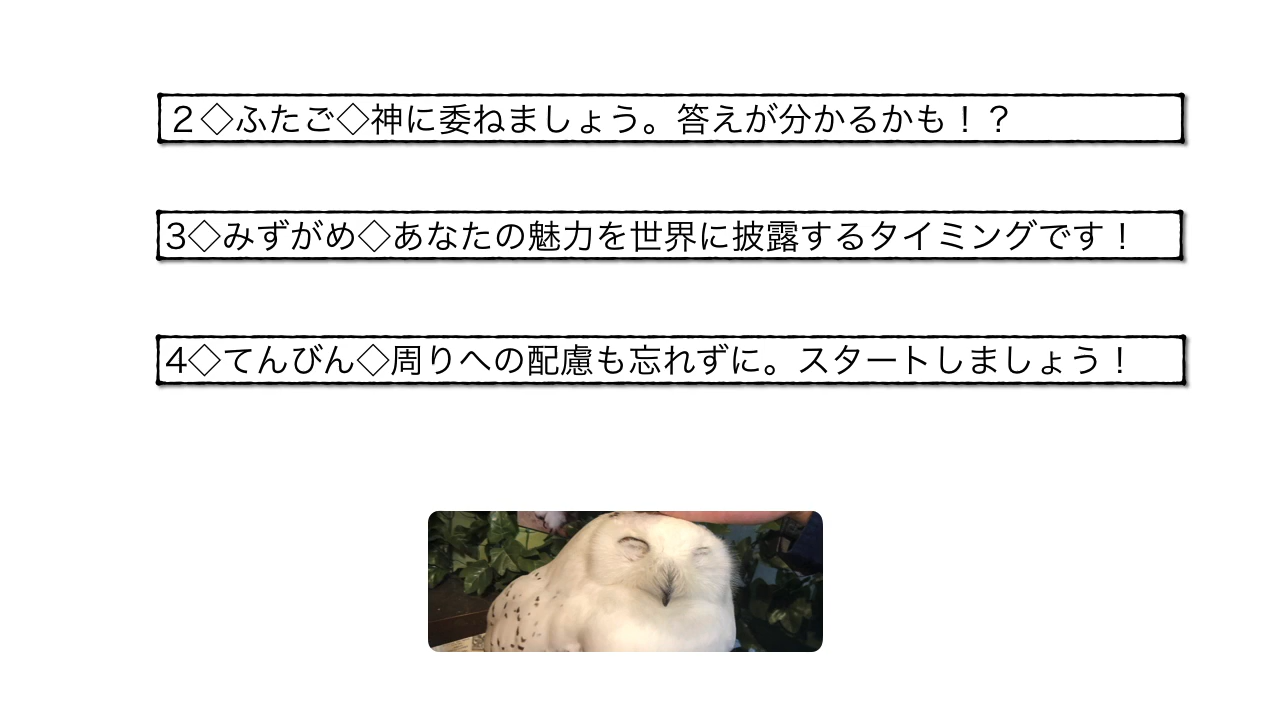 ２◇ふたご◇神に委ねましょう。答えが分かるかも！？
3◇みずがめ◇あなたの魅力を世界に披露するタイミングです！
4◇てんびん◇周りへの配慮も忘れずに。スタートしましょう！